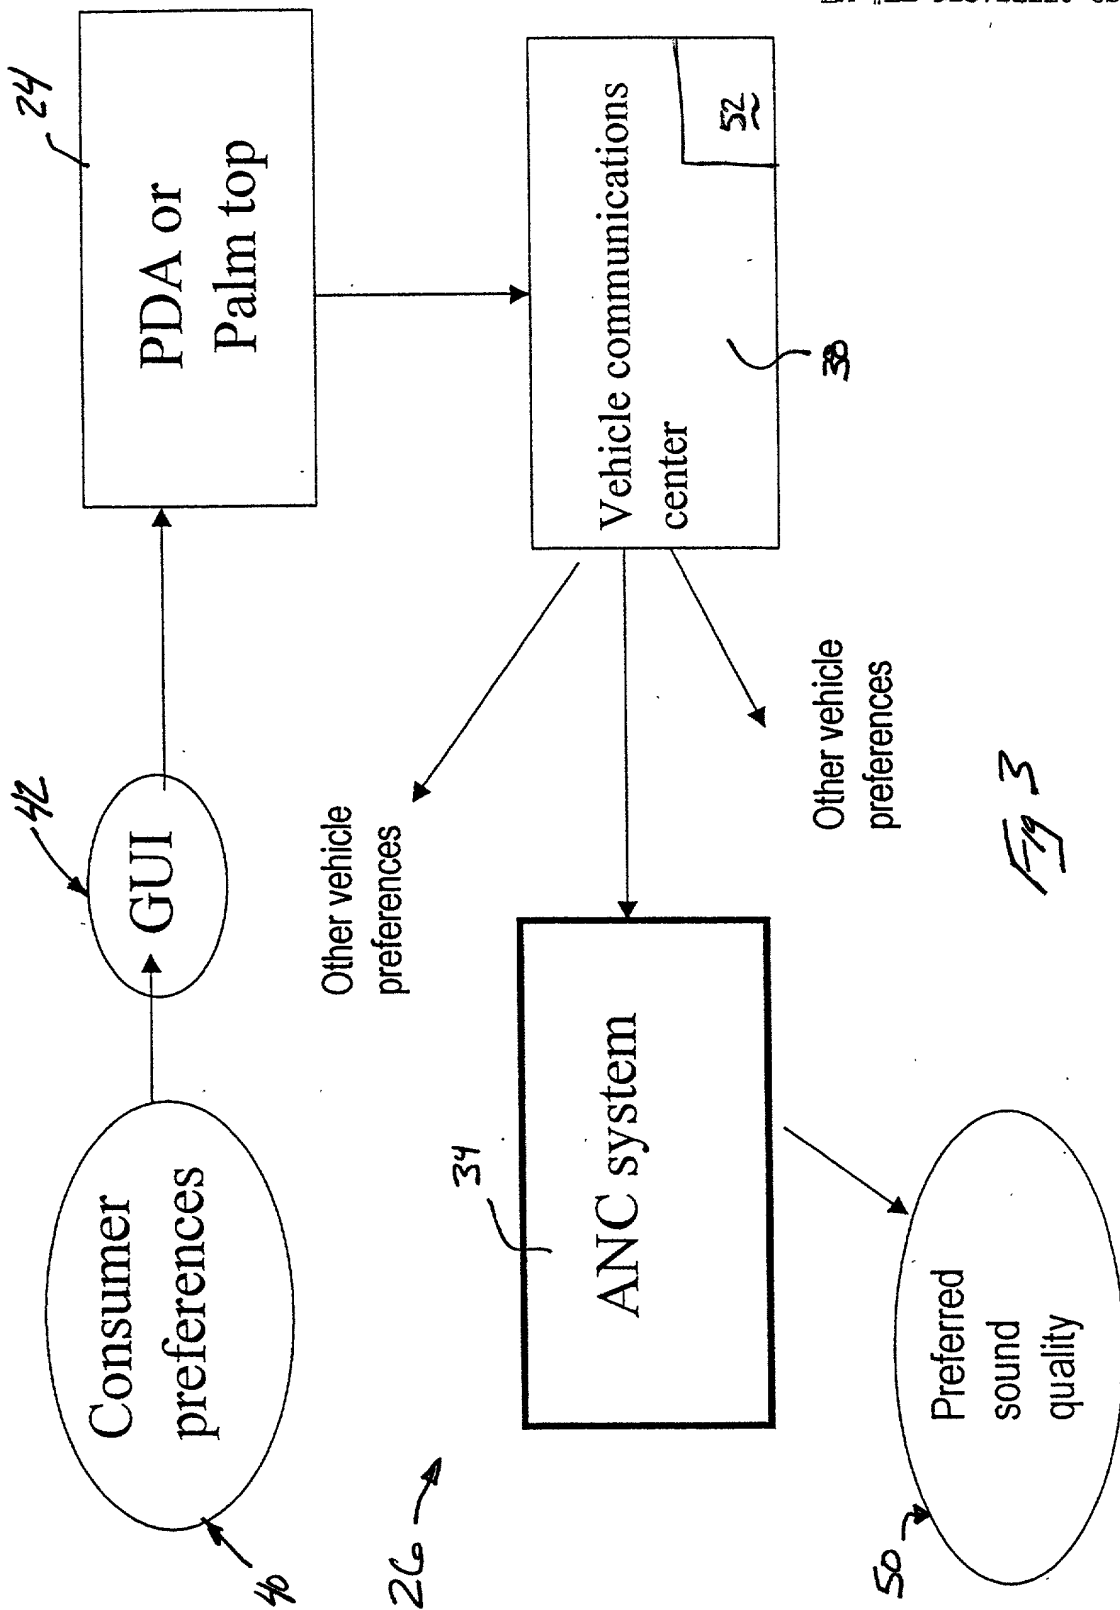 24
PDA or
Palm top
42
GUI
Consumer
preferences
40
Vehicle communications
center
52
38
Other vehicle
preferences
Other vehicle
preferences
34
ANC system
26
Preferred
sound
quality
50
Fig 3